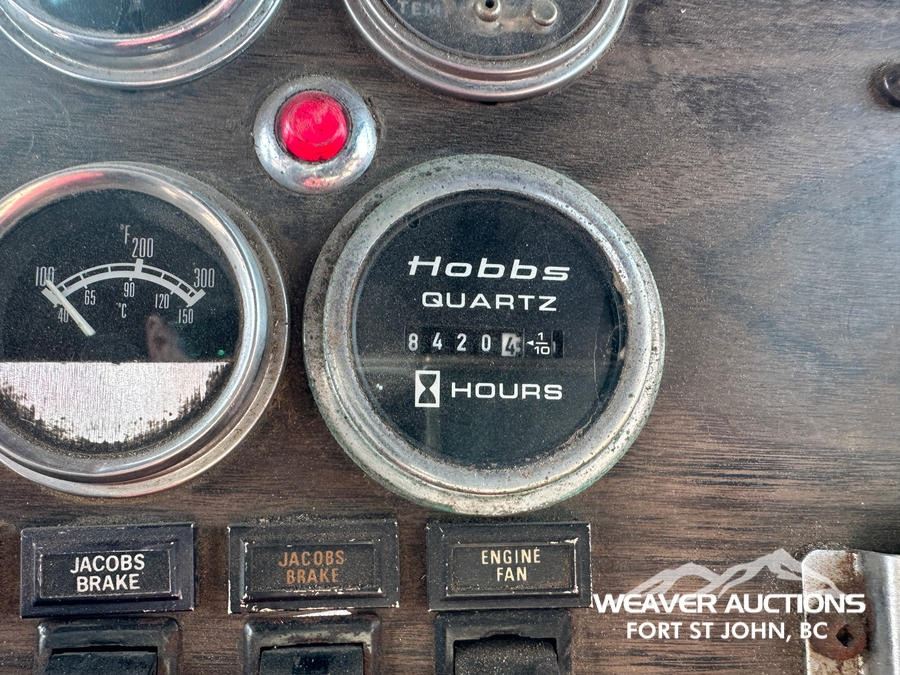 TEMP
°F
100 200 300
40 65 90 120 150
°C
Hobbs
QUARTZ
84204 1/10
HOURS
JACOBS
BRAKE
JACOBS
BRAKE
ENGINE
FAN
WEAVER AUCTIONS
FORT ST JOHN, BC